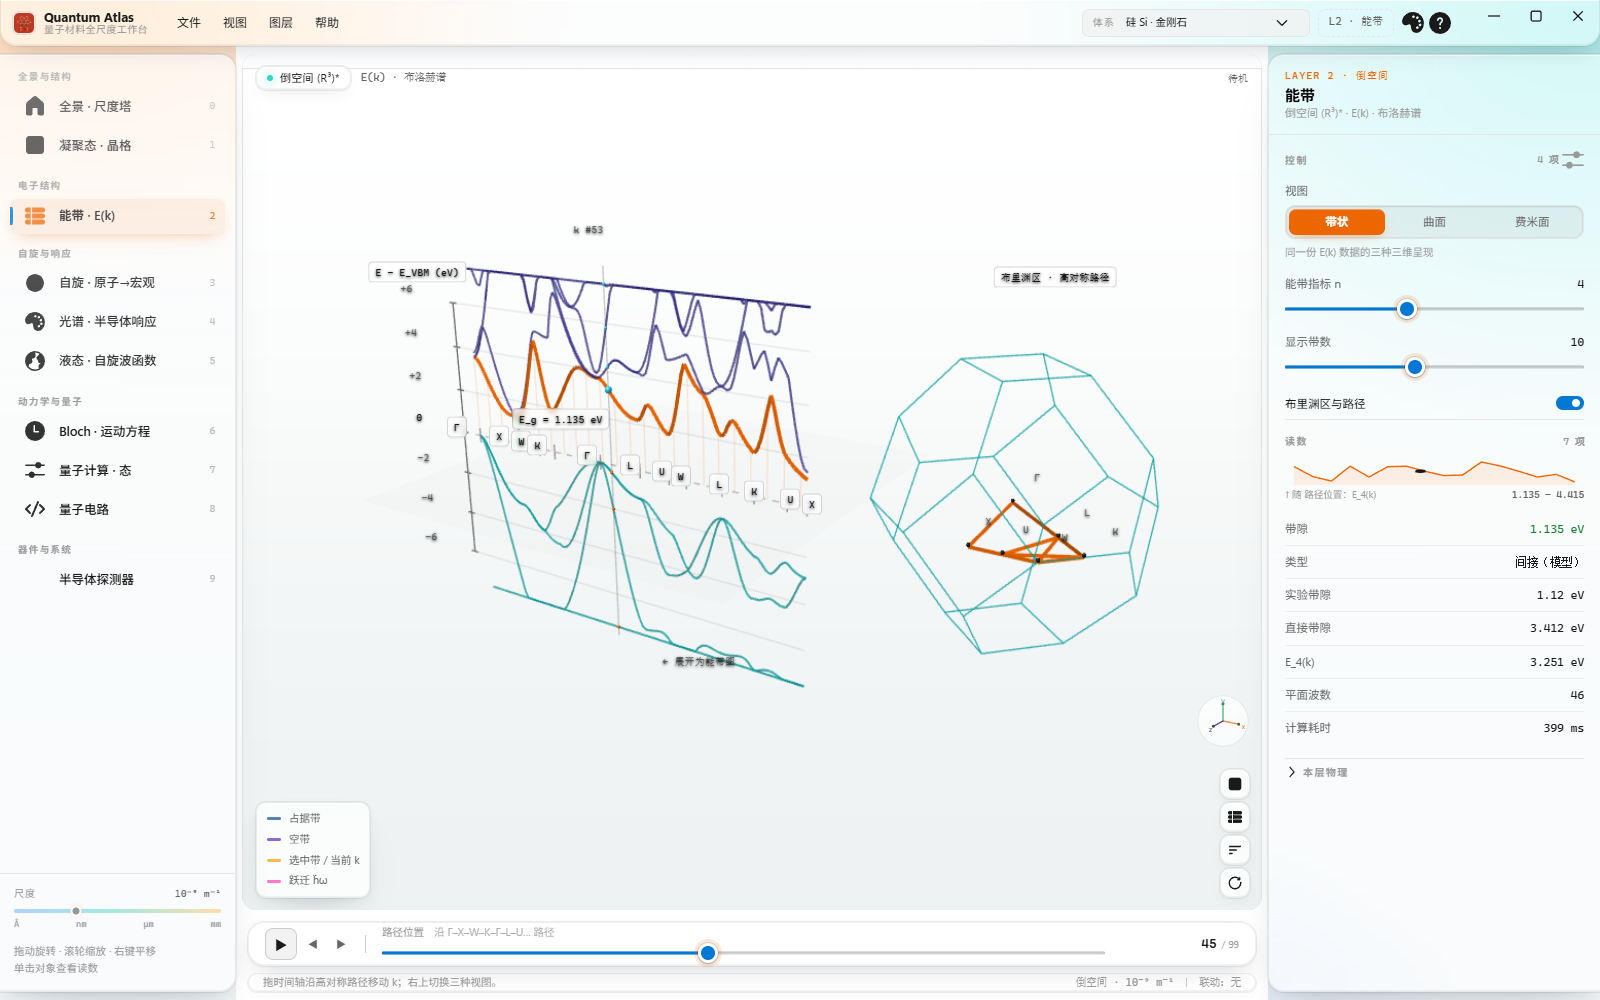 Quantum Atlas
量子材料全尺度工作台
文件
视图
图层
帮助
体系
硅 Si · 金刚石
L2 · 能带
全景与结构
全景 · 尺度塔
0
凝聚态 · 晶格
1
电子结构
能带 · E(k)
2
自旋与响应
自旋 · 原子→宏观
3
光谱 · 半导体响应
4
液态 · 自旋波函数
5
动力学与量子
Bloch · 运动方程
6
量子计算 · 态
7
量子电路
8
器件与系统
半导体探测器
9
尺度
10⁻⁹ m⁻¹
Å
nm
μm
mm
拖动旋转 · 滚轮缩放 · 右键平移
单击对象查看读数
倒空间 (R³)*
E(k) · 布洛赫谱
待机
k #53
E − E_VBM (eV)
+6
+4
+2
0
−2
−4
−6
E_g = 1.135 eV
Γ
X
W
K
Γ
L
U
W
L
K
U
X
← 展开为能带图
布里渊区 · 高对称路径
Γ
X
U
L
W
K
Y
X
Z
占据带
空带
选中带 / 当前 k
跃迁 ħω
路径位置
沿 Γ–X–W–K–Γ–L–U… 路径
45 / 99
拖时间轴沿高对称路径移动 k；右上切换三种视图。
倒空间 · 10⁻⁹ m⁻¹
联动：无
LAYER 2 · 倒空间
能带
倒空间 (R³)* · E(k) · 布洛赫谱
控制
4 项
视图
带状
曲面
费米面
同一份 E(k) 数据的三种三维呈现
能带指标 n
4
显示带数
10
布里渊区与路径
读数
7 项
↑ 随 路径位置：E_4(k)
1.135 – 4.415
带隙
1.135 eV
类型
间接（模型）
实验带隙
1.12 eV
直接带隙
3.412 eV
E_4(k)
3.251 eV
平面波数
46
计算耗时
399 ms
本层物理